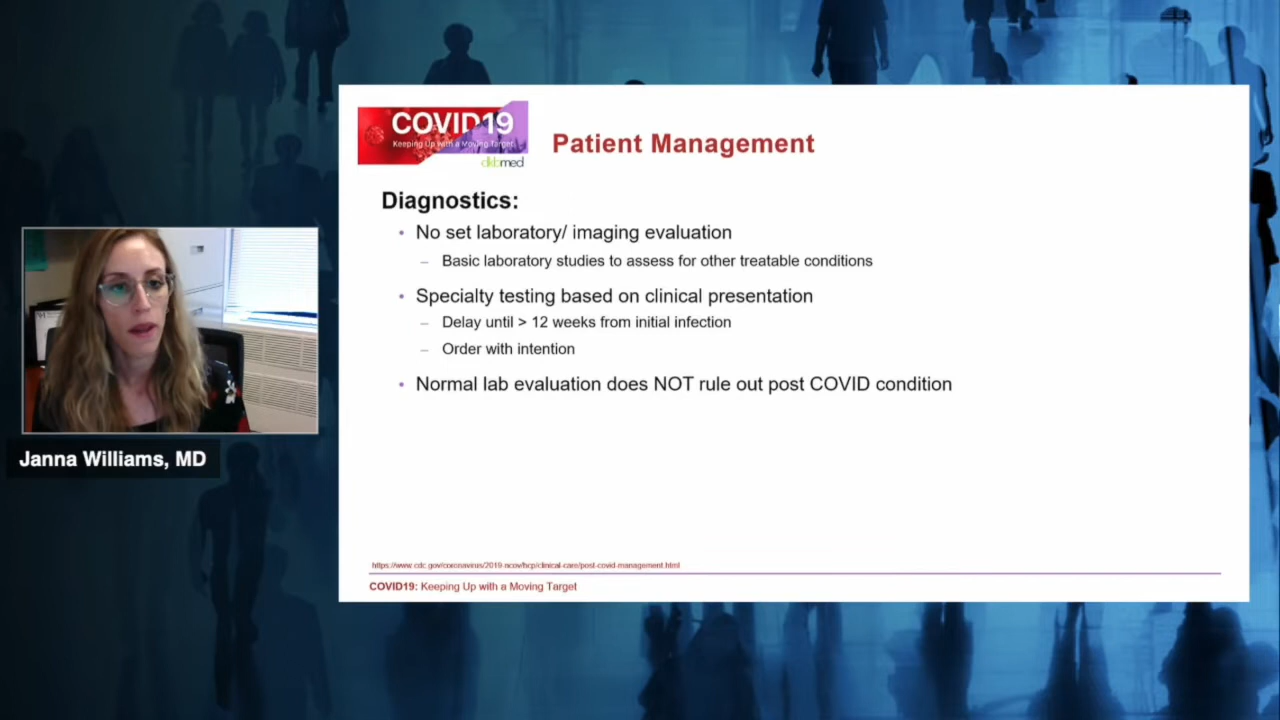 COVID19
Keeping Up with a Moving Target
dkbmed
Patient Management
Diagnostics:
• No set laboratory/ imaging evaluation
– Basic laboratory studies to assess for other treatable conditions
• Specialty testing based on clinical presentation
– Delay until > 12 weeks from initial infection
– Order with intention
• Normal lab evaluation does NOT rule out post COVID condition
Janna Williams, MD
https://www.cdc.gov/coronavirus/2019-ncov/hcp/clinical-care/post-covid-management.html
COVID19: Keeping Up with a Moving Target